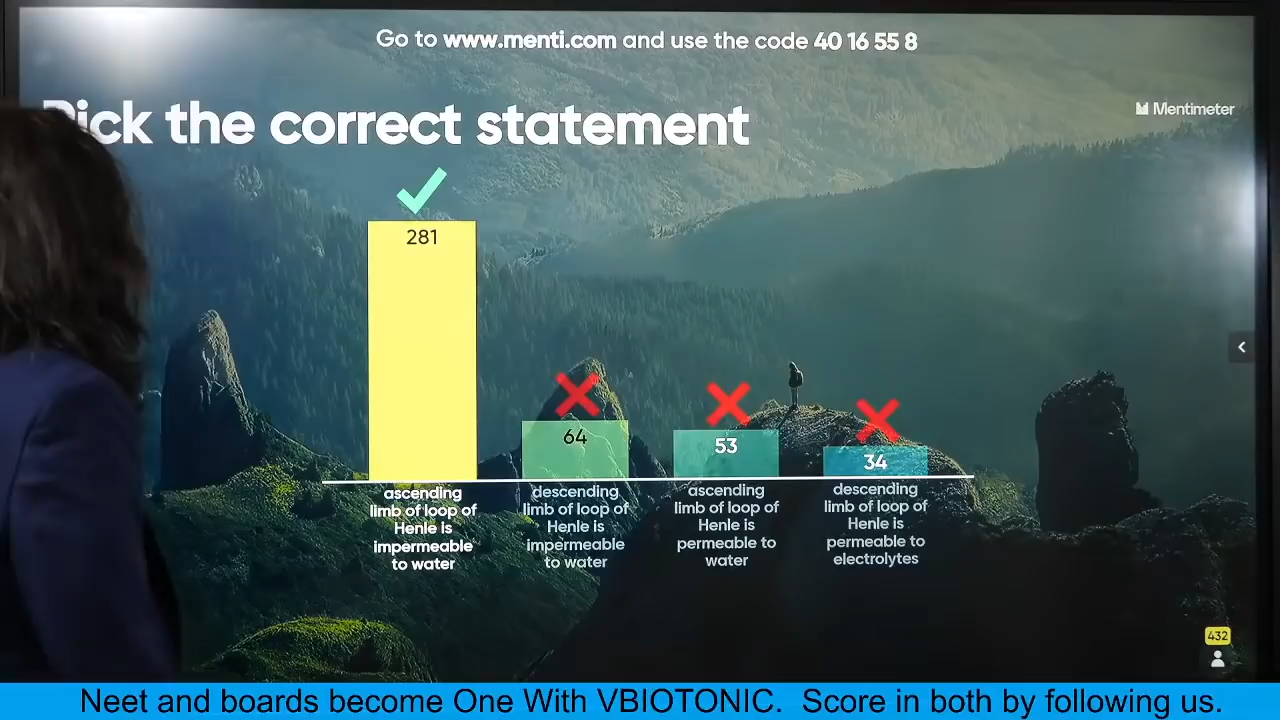 Go to www.menti.com and use the code 40 16 55 8
Pick the correct statement
Mentimeter
281
64
53
34
ascending
limb of loop of
Henle is
impermeable
to water
descending
limb of loop of
Henle is
impermeable
to water
ascending
limb of loop of
Henle is
permeable to
water
descending
limb of loop of
Henle is
permeable to
electrolytes
432
Neet and boards become One With VBIOTONIC.  Score in both by following us.